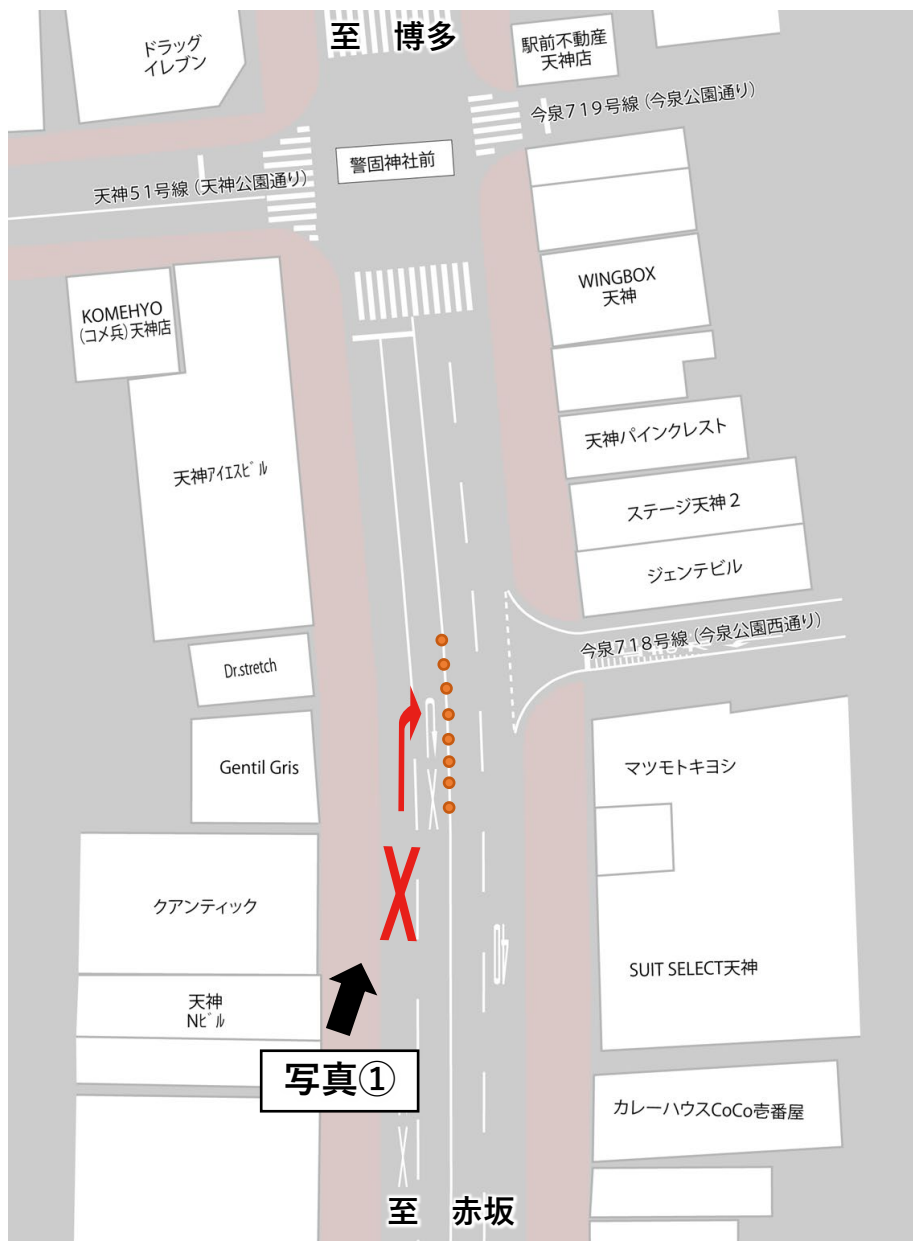 至　博多
ドラッグ
イレブン
駅前不動産
天神店
今泉719号線（今泉公園通り）
警固神社前
天神51号線（天神公園通り）
WINGBOX
天神
KOMEHYO
（コメ兵）天神店
天神パインクレスト
天神アイエスビル
ステージ天神2
ジェンテビル
今泉718号線（今泉公園西通り）
Dr.stretch
Gentil Gris
マツモトキヨシ
クアンティック
SUIT SELECT天神
天神
Nビル
写真①
カレーハウスCoCo壱番屋
至　赤坂